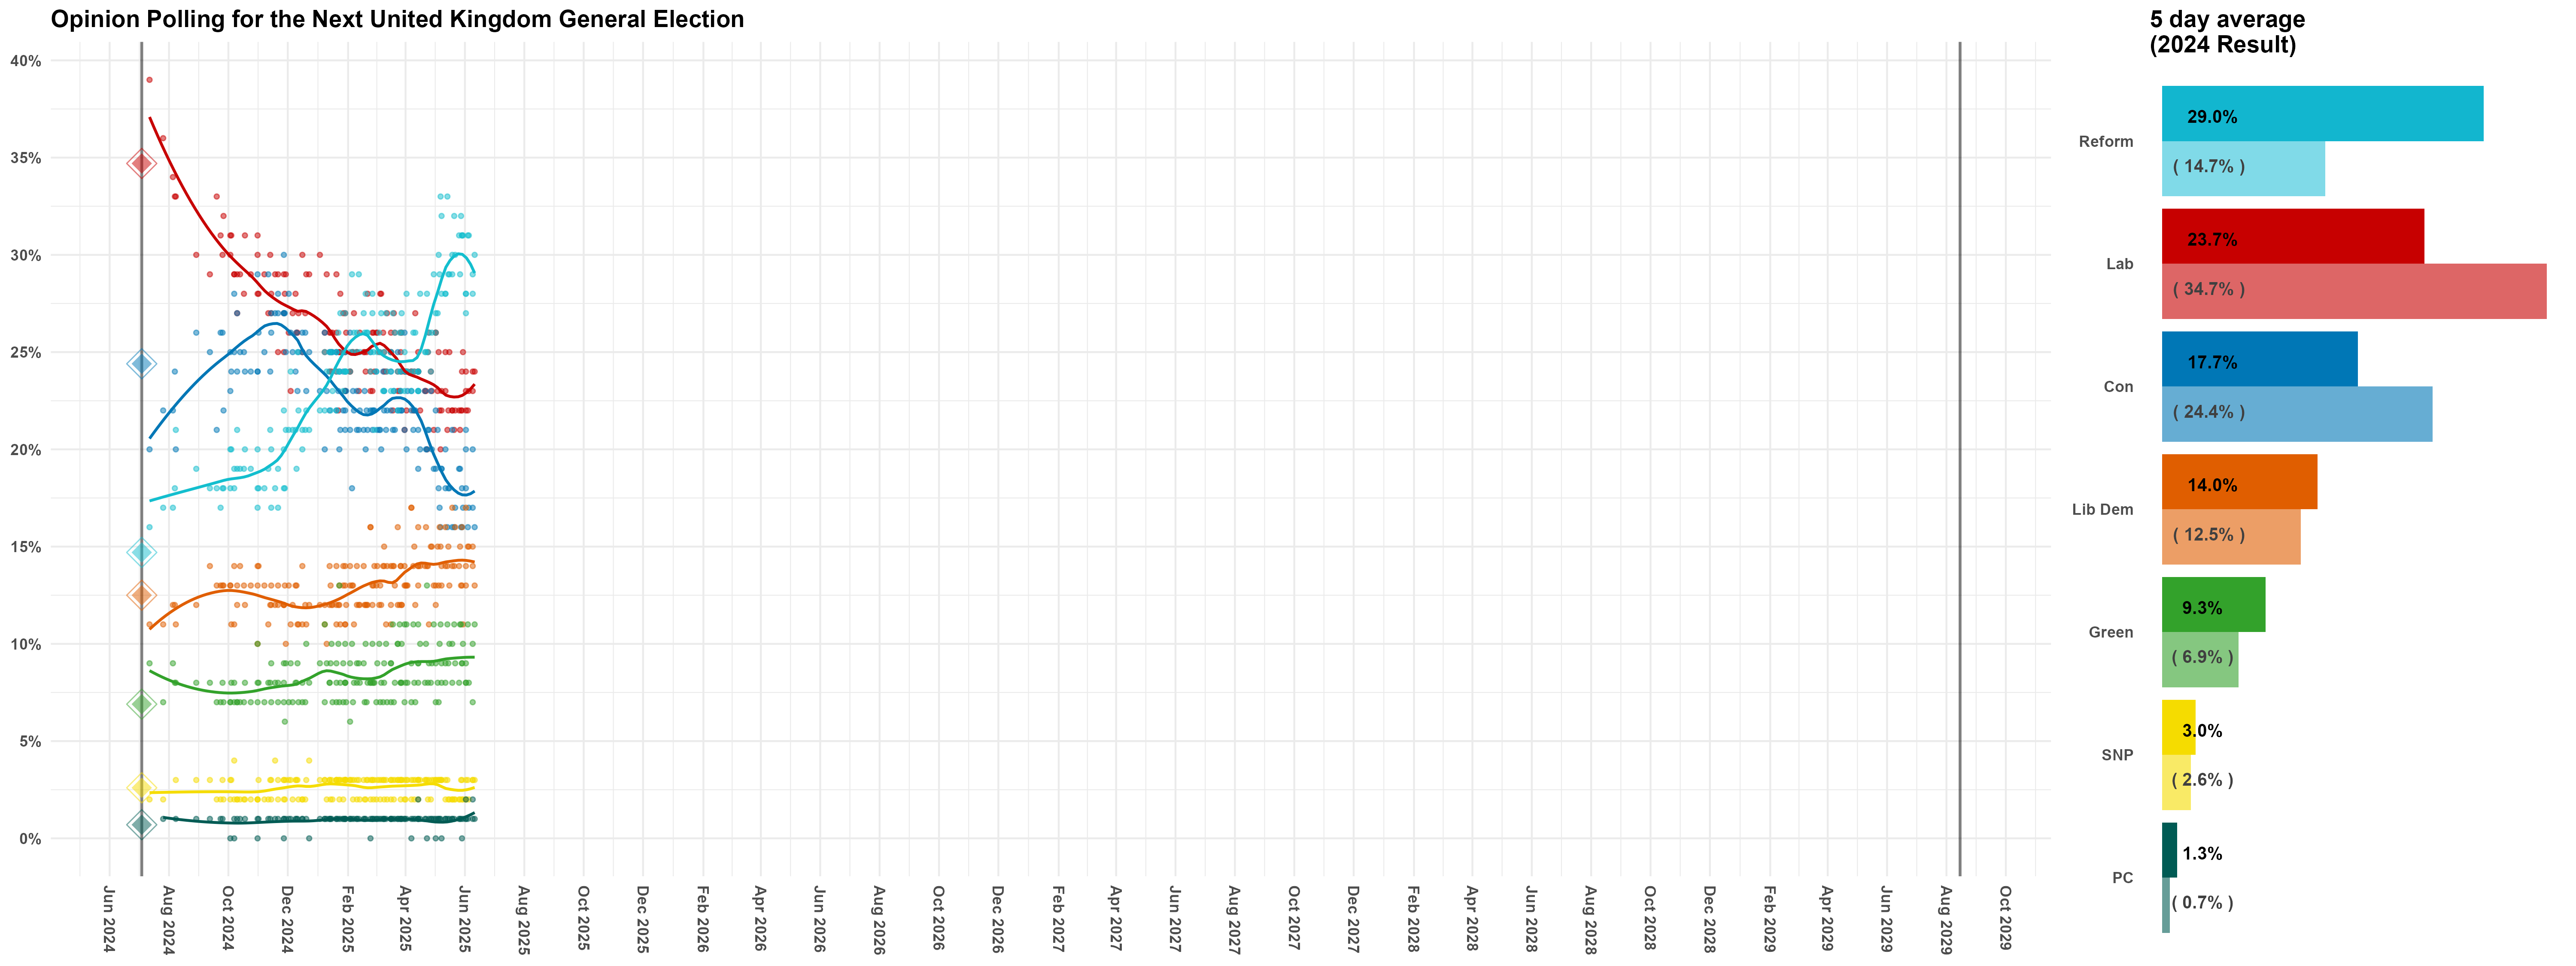 Opinion Polling for the Next United Kingdom General Election
40%
35%
30%
25%
20%
15%
10%
5%
0%
Jun 2024
Aug 2024
Oct 2024
Dec 2024
Feb 2025
Apr 2025
Jun 2025
Aug 2025
Oct 2025
Dec 2025
Feb 2026
Apr 2026
Jun 2026
Aug 2026
Oct 2026
Dec 2026
Feb 2027
Apr 2027
Jun 2027
Aug 2027
Oct 2027
Dec 2027
Feb 2028
Apr 2028
Jun 2028
Aug 2028
Oct 2028
Dec 2028
Feb 2029
Apr 2029
Jun 2029
Aug 2029
Oct 2029
5 day average
(2024 Result)
Reform
29.0%
( 14.7% )
Lab
23.7%
( 34.7% )
Con
17.7%
( 24.4% )
Lib Dem
14.0%
( 12.5% )
Green
9.3%
( 6.9% )
SNP
3.0%
( 2.6% )
PC
1.3%
( 0.7% )